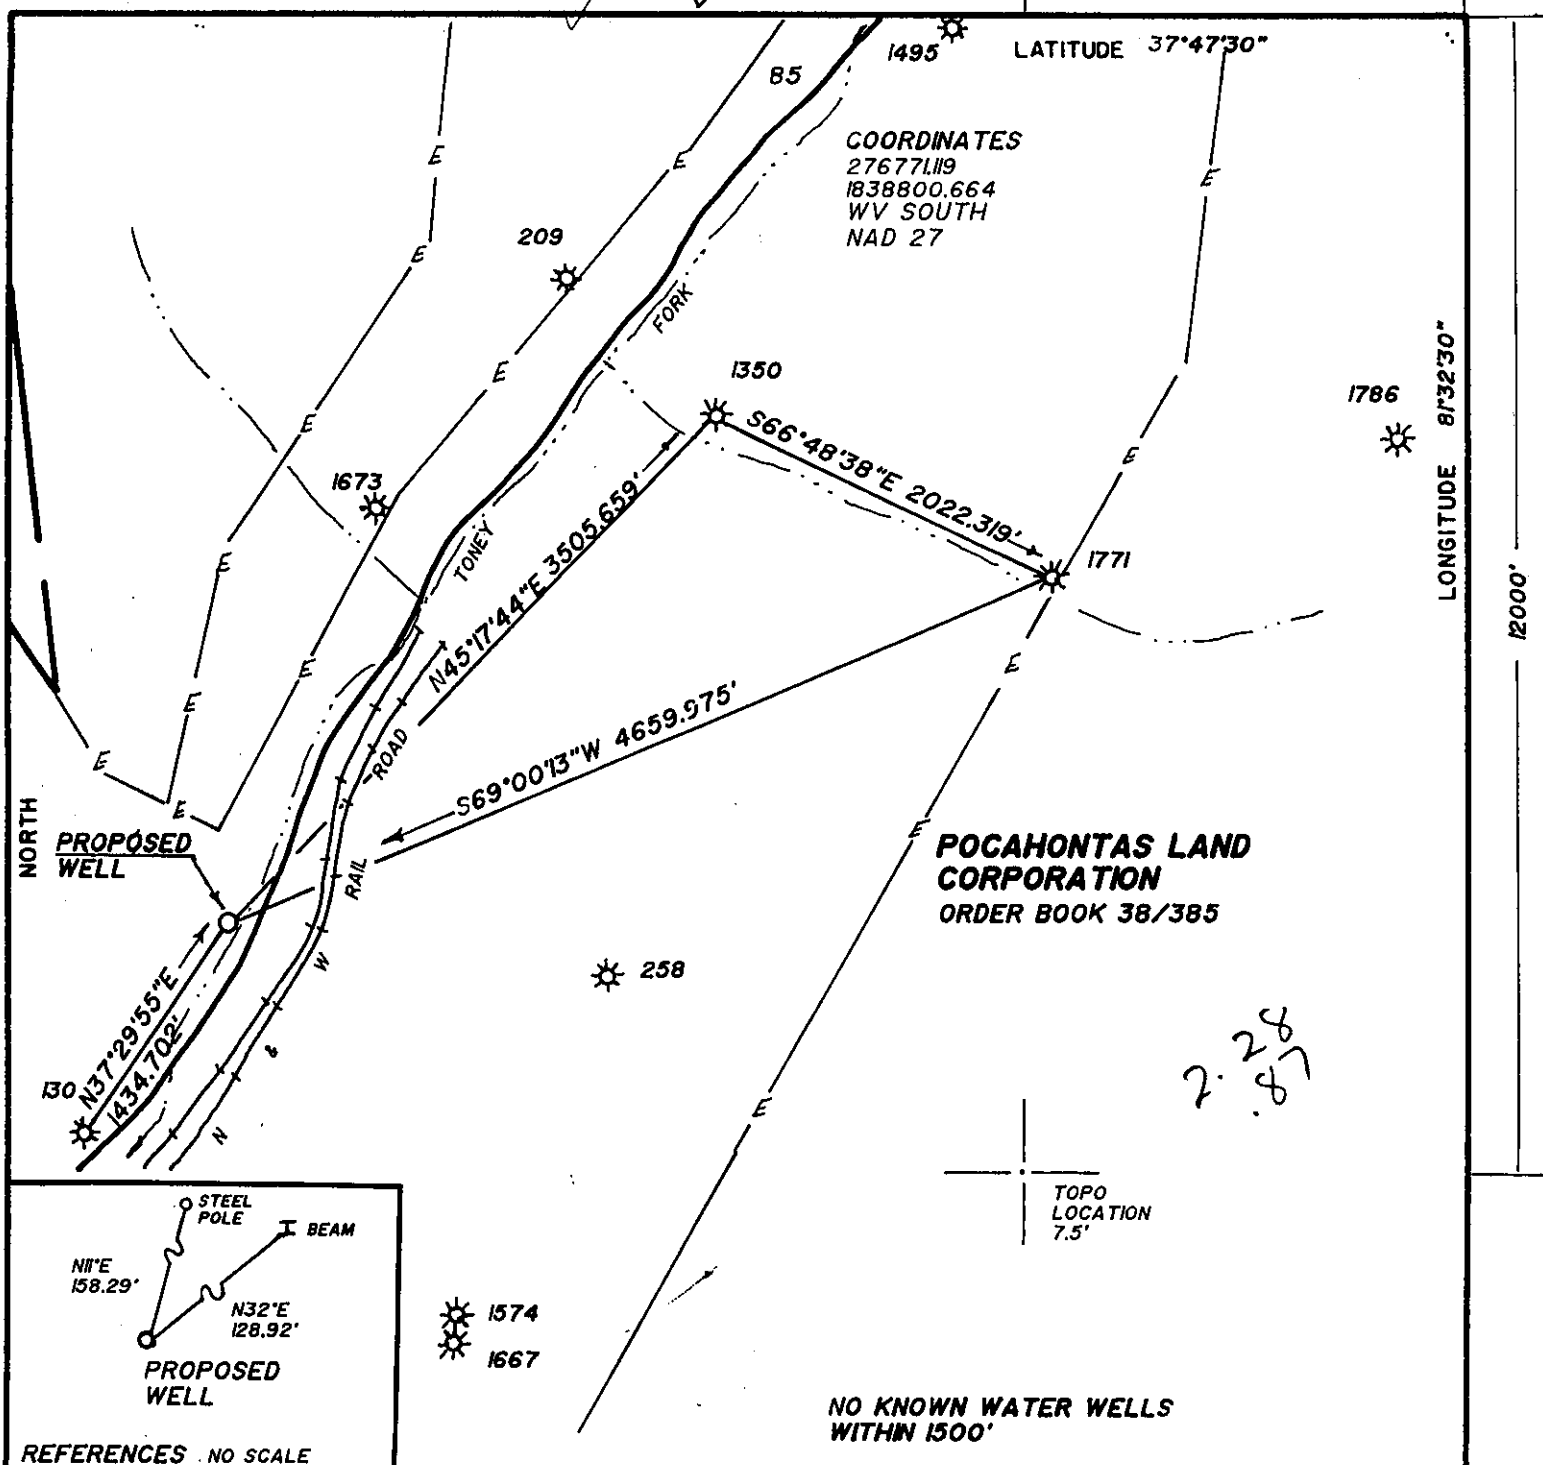 1495
LATITUDE 37°47'30"
85
COORDINATES
276771.119
1838800.664
WV SOUTH
NAD 27
E
E
E
209
E
E
FORK
1350
1786
LONGITUDE 81°32'30"
E
E
S66°48'38"E 2022.319'
E
1673
N45°17'44"E 3505.659'
TONEY
1771
12000'
E
E
E
E
S69°00'13"W 4659.975'
ROAD
E
E
NORTH
PROPOSED
WELL
E
RAIL
POCAHONTAS LAND
CORPORATION
ORDER BOOK 38/385
W
258
N37°29'55"E
1434.702'
130
&
N
2.28
.87
E
TOPO
LOCATION
7.5'
STEEL
POLE
BEAM
N11°E
158.29'
N32°E
128.92'
PROPOSED
WELL
REFERENCES NO SCALE
1574
1667
NO KNOWN WATER WELLS
WITHIN 1500'